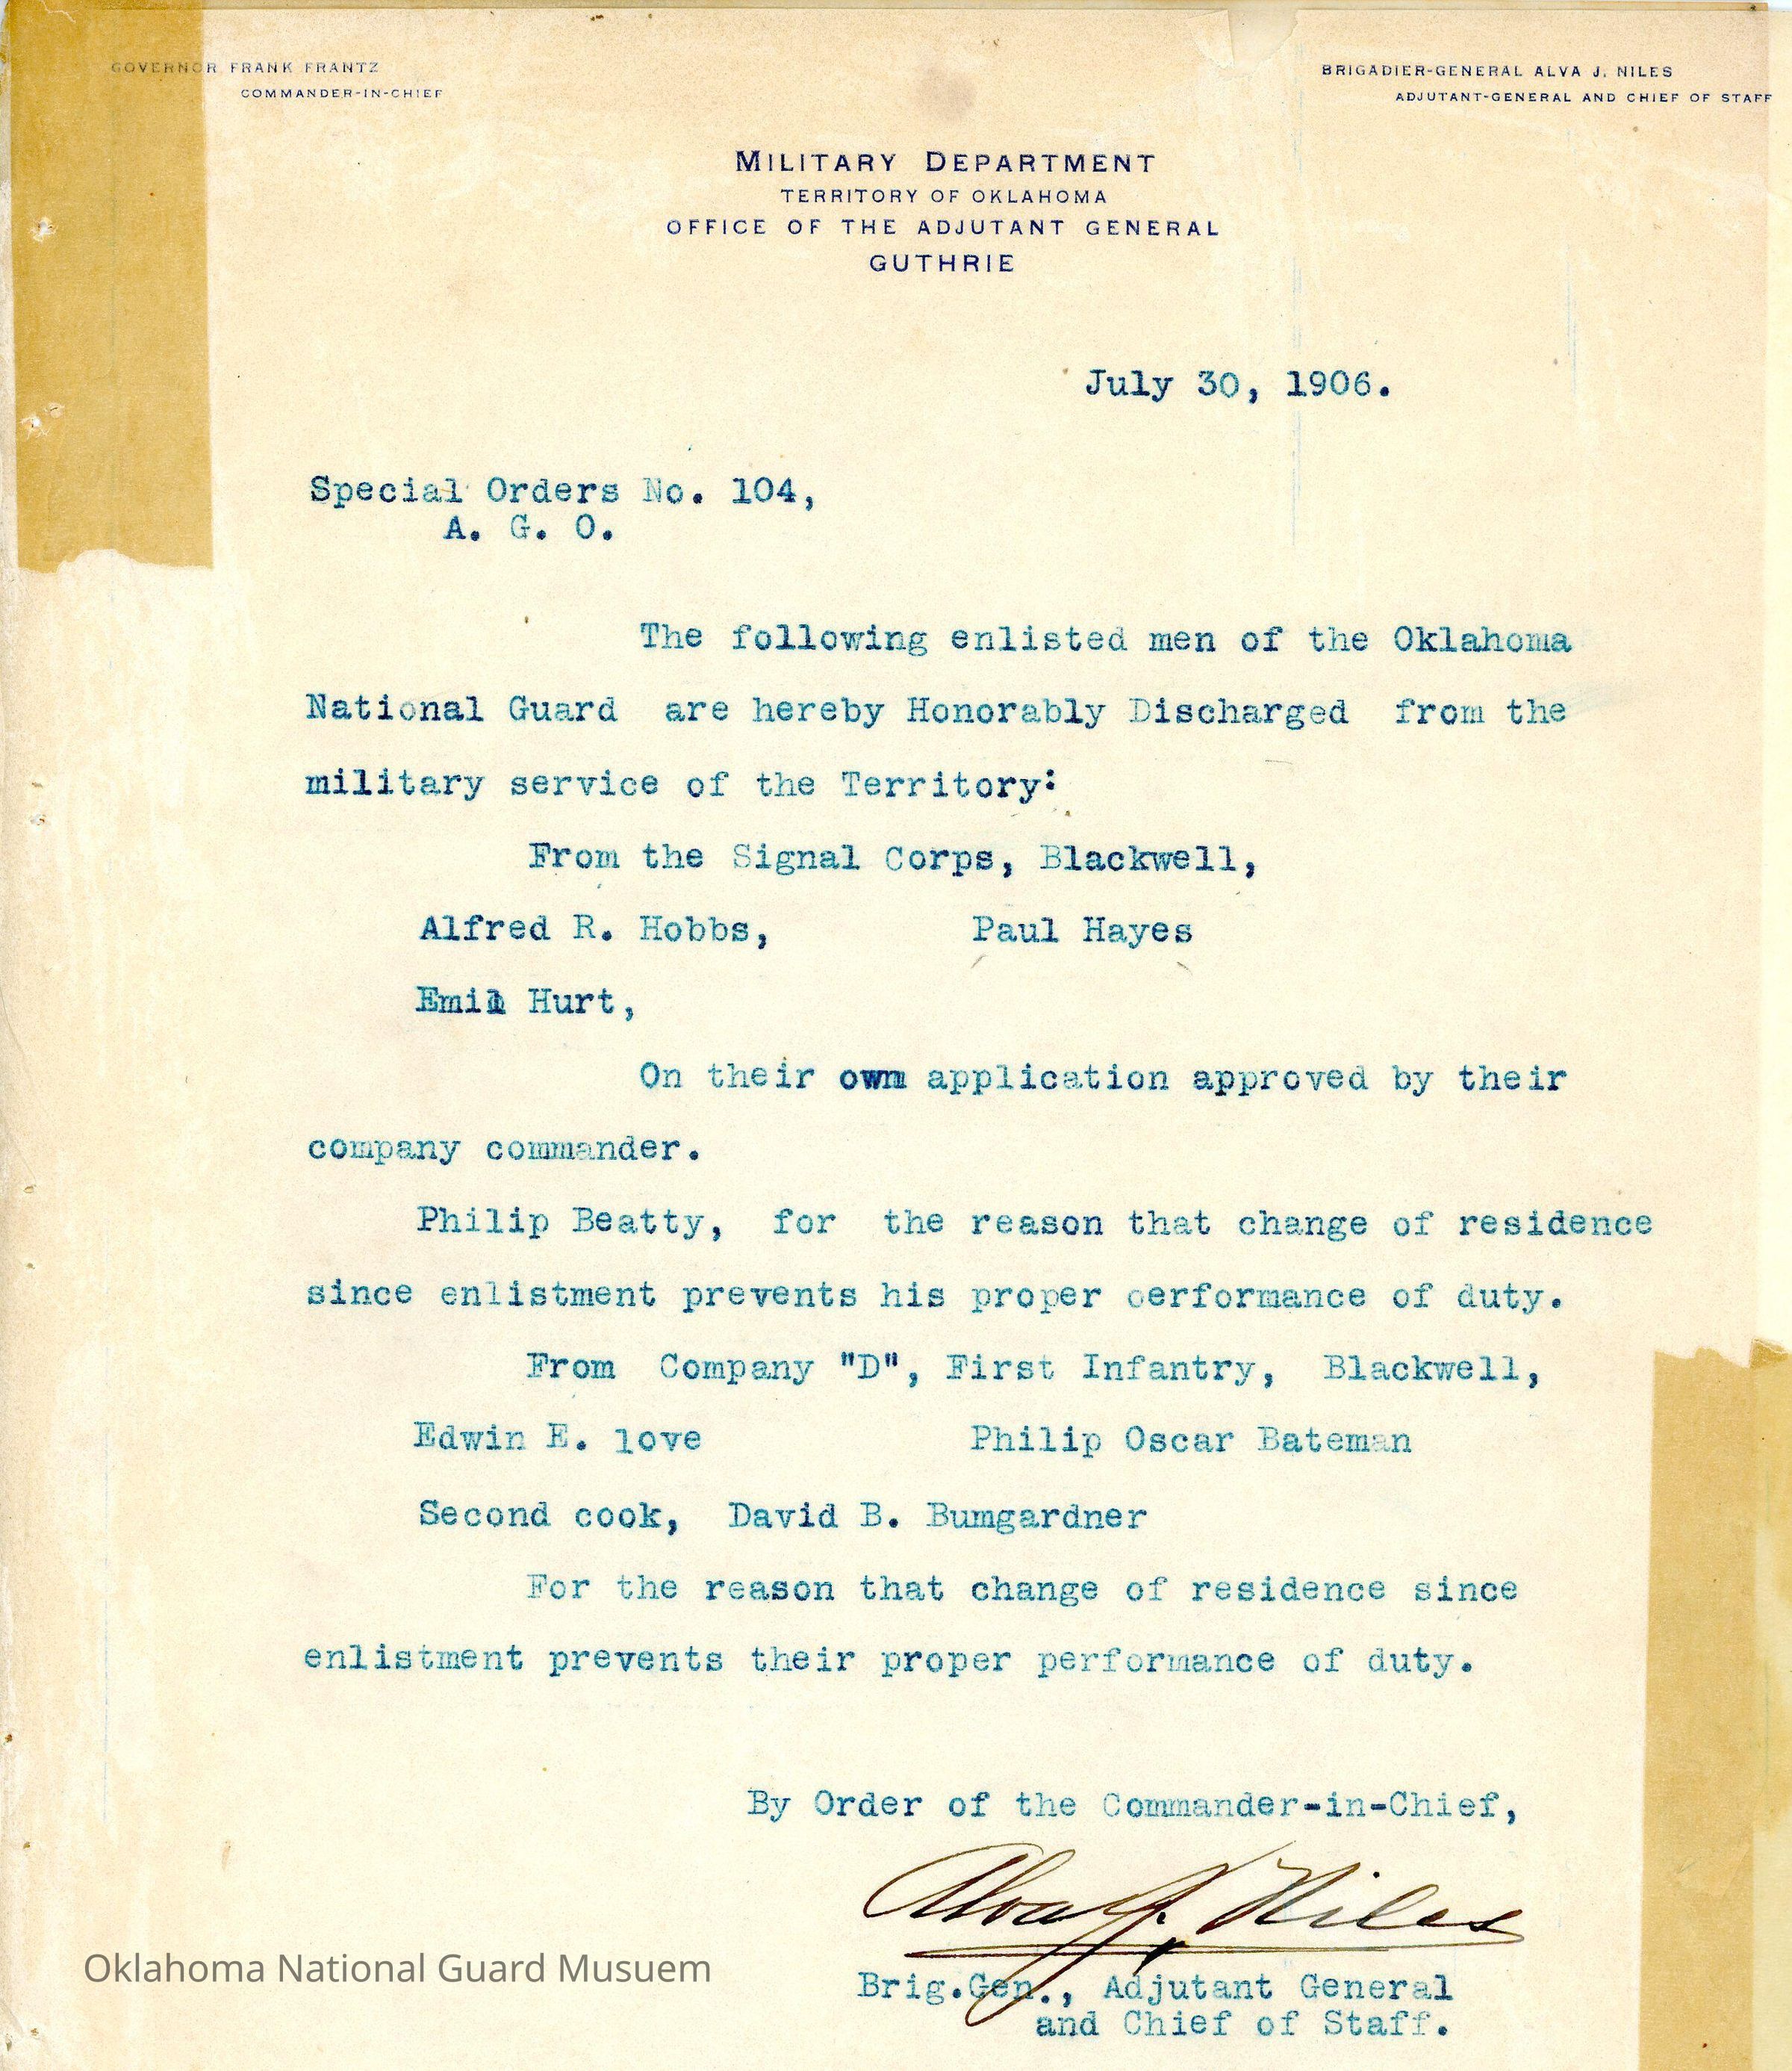 GOVERNOR FRANK FRANTZ
COMMANDER-IN-CHIEF
BRIGADIER-GENERAL ALVA J. NILES
ADJUTANT-GENERAL AND CHIEF OF STAFF
MILITARY DEPARTMENT
TERRITORY OF OKLAHOMA
OFFICE OF THE ADJUTANT GENERAL
GUTHRIE
July 30, 1906.
Special Orders No. 104,
A. G. O.
The following enlisted men of the Oklahoma
National Guard are hereby Honorably Discharged from the
military service of the Territory:
From the Signal Corps, Blackwell,
Alfred R. Hobbs, Paul Hayes
Emil Hurt,
On their own application approved by their
company commander.
Philip Beatty, for the reason that change of residence
since enlistment prevents his proper oerformance of duty.
From Company "D", First Infantry, Blackwell,
Edwin E. love Philip Oscar Bateman
Second cook, David B. Bumgardner
For the reason that change of residence since
enlistment prevents their proper performance of duty.
By Order of the Commander-in-Chief,
Alva J. Niles
Brig.Gen., Adjutant General
and Chief of Staff.
Oklahoma National Guard Musuem